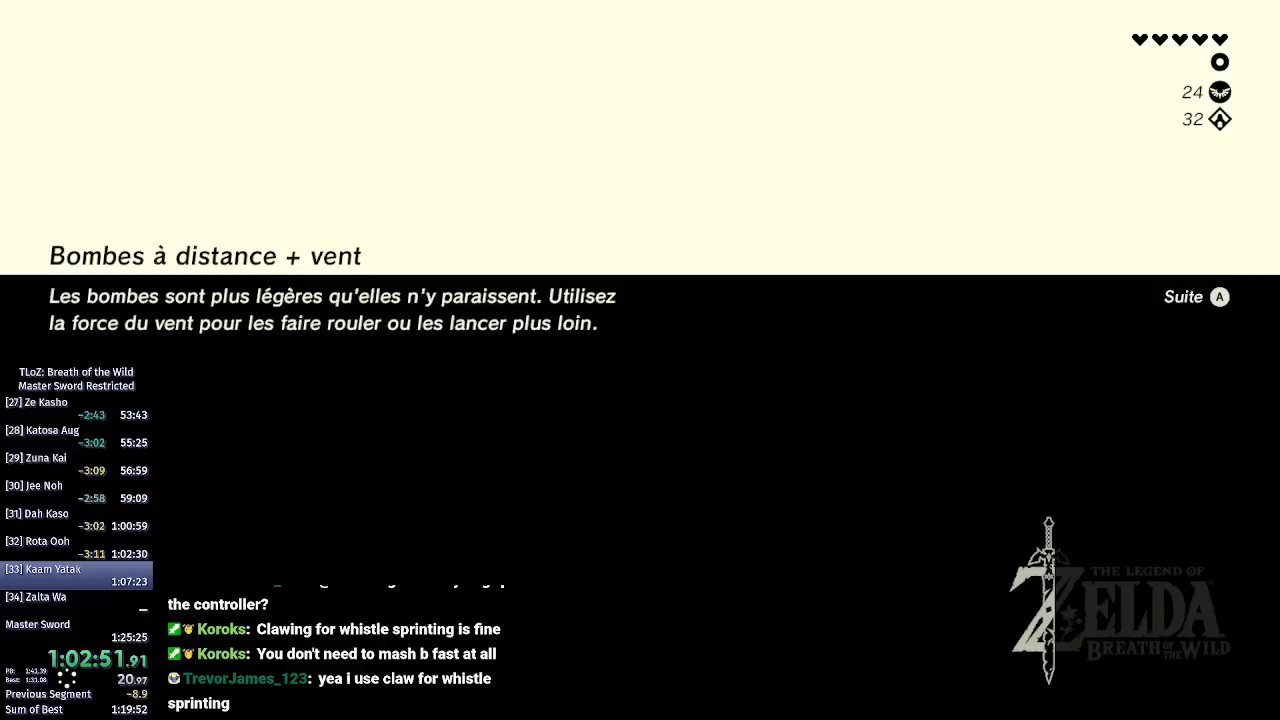 24
32
Bombes à distance + vent
Les bombes sont plus légères qu'elles n'y paraissent. Utilisez
la force du vent pour les faire rouler ou les lancer plus loin.
Suite A
TLoZ: Breath of the Wild
Master Sword Restricted
[27] Ze Kasho
-2:43 53:43
[28] Katosa Aug
-3:02 55:25
[29] Zuna Kai
-3:09 56:59
[30] Jee Noh
-2:58 59:09
[31] Dah Kaso
-3:02 1:00:59
[32] Rota Ooh
-3:11 1:02:30
[33] Kaam Yatak
1:07:23
[34] Zalta Wa
—
Master Sword
1:25:25
1:02:51.91
20.97
Previous Segment -8.9
Sum of Best 1:19:52
the controller?
Koroks: Clawing for whistle sprinting is fine
Koroks: You don't need to mash b fast at all
TrevorJames_123: yea i use claw for whistle
sprinting
THE LEGEND OF
ZELDA
BREATH OF THE WILD